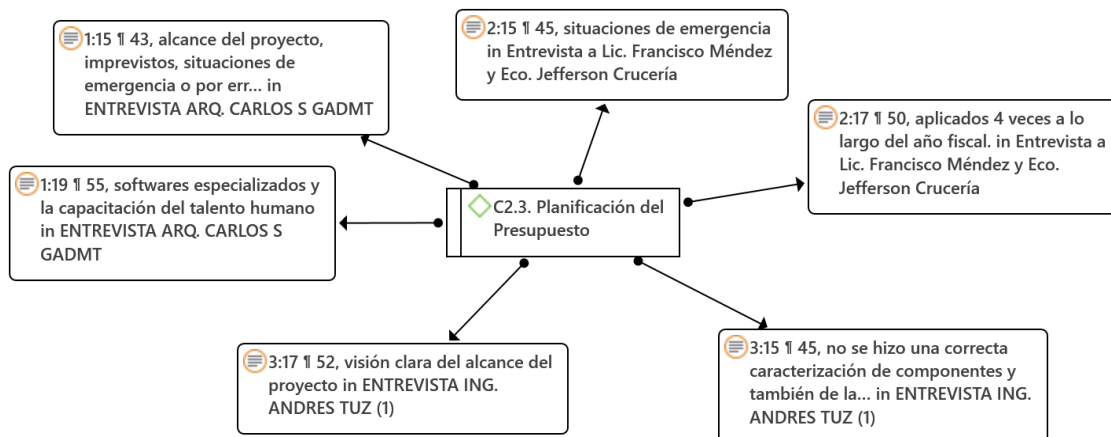 1:15 ¶ 43, alcance del proyecto,
imprevistos, situaciones de
emergencia o por err... in
ENTREVISTA ARQ. CARLOS S GADMT
2:15 ¶ 45, situaciones de emergencia
in Entrevista a Lic. Francisco Méndez
y Eco. Jefferson Crucería
2:17 ¶ 50, aplicados 4 veces a lo
largo del año fiscal. in Entrevista a
Lic. Francisco Méndez y Eco.
Jefferson Crucería
1:19 ¶ 55, softwares especializados y
la capacitación del talento humano
in ENTREVISTA ARQ. CARLOS S
GADMT
C2.3. Planificación del
Presupuesto
3:17 ¶ 52, visión clara del alcance del
proyecto in ENTREVISTA ING.
ANDRES TUZ (1)
3:15 ¶ 45, no se hizo una correcta
caracterización de componentes y
también de la... in ENTREVISTA ING.
ANDRES TUZ (1)